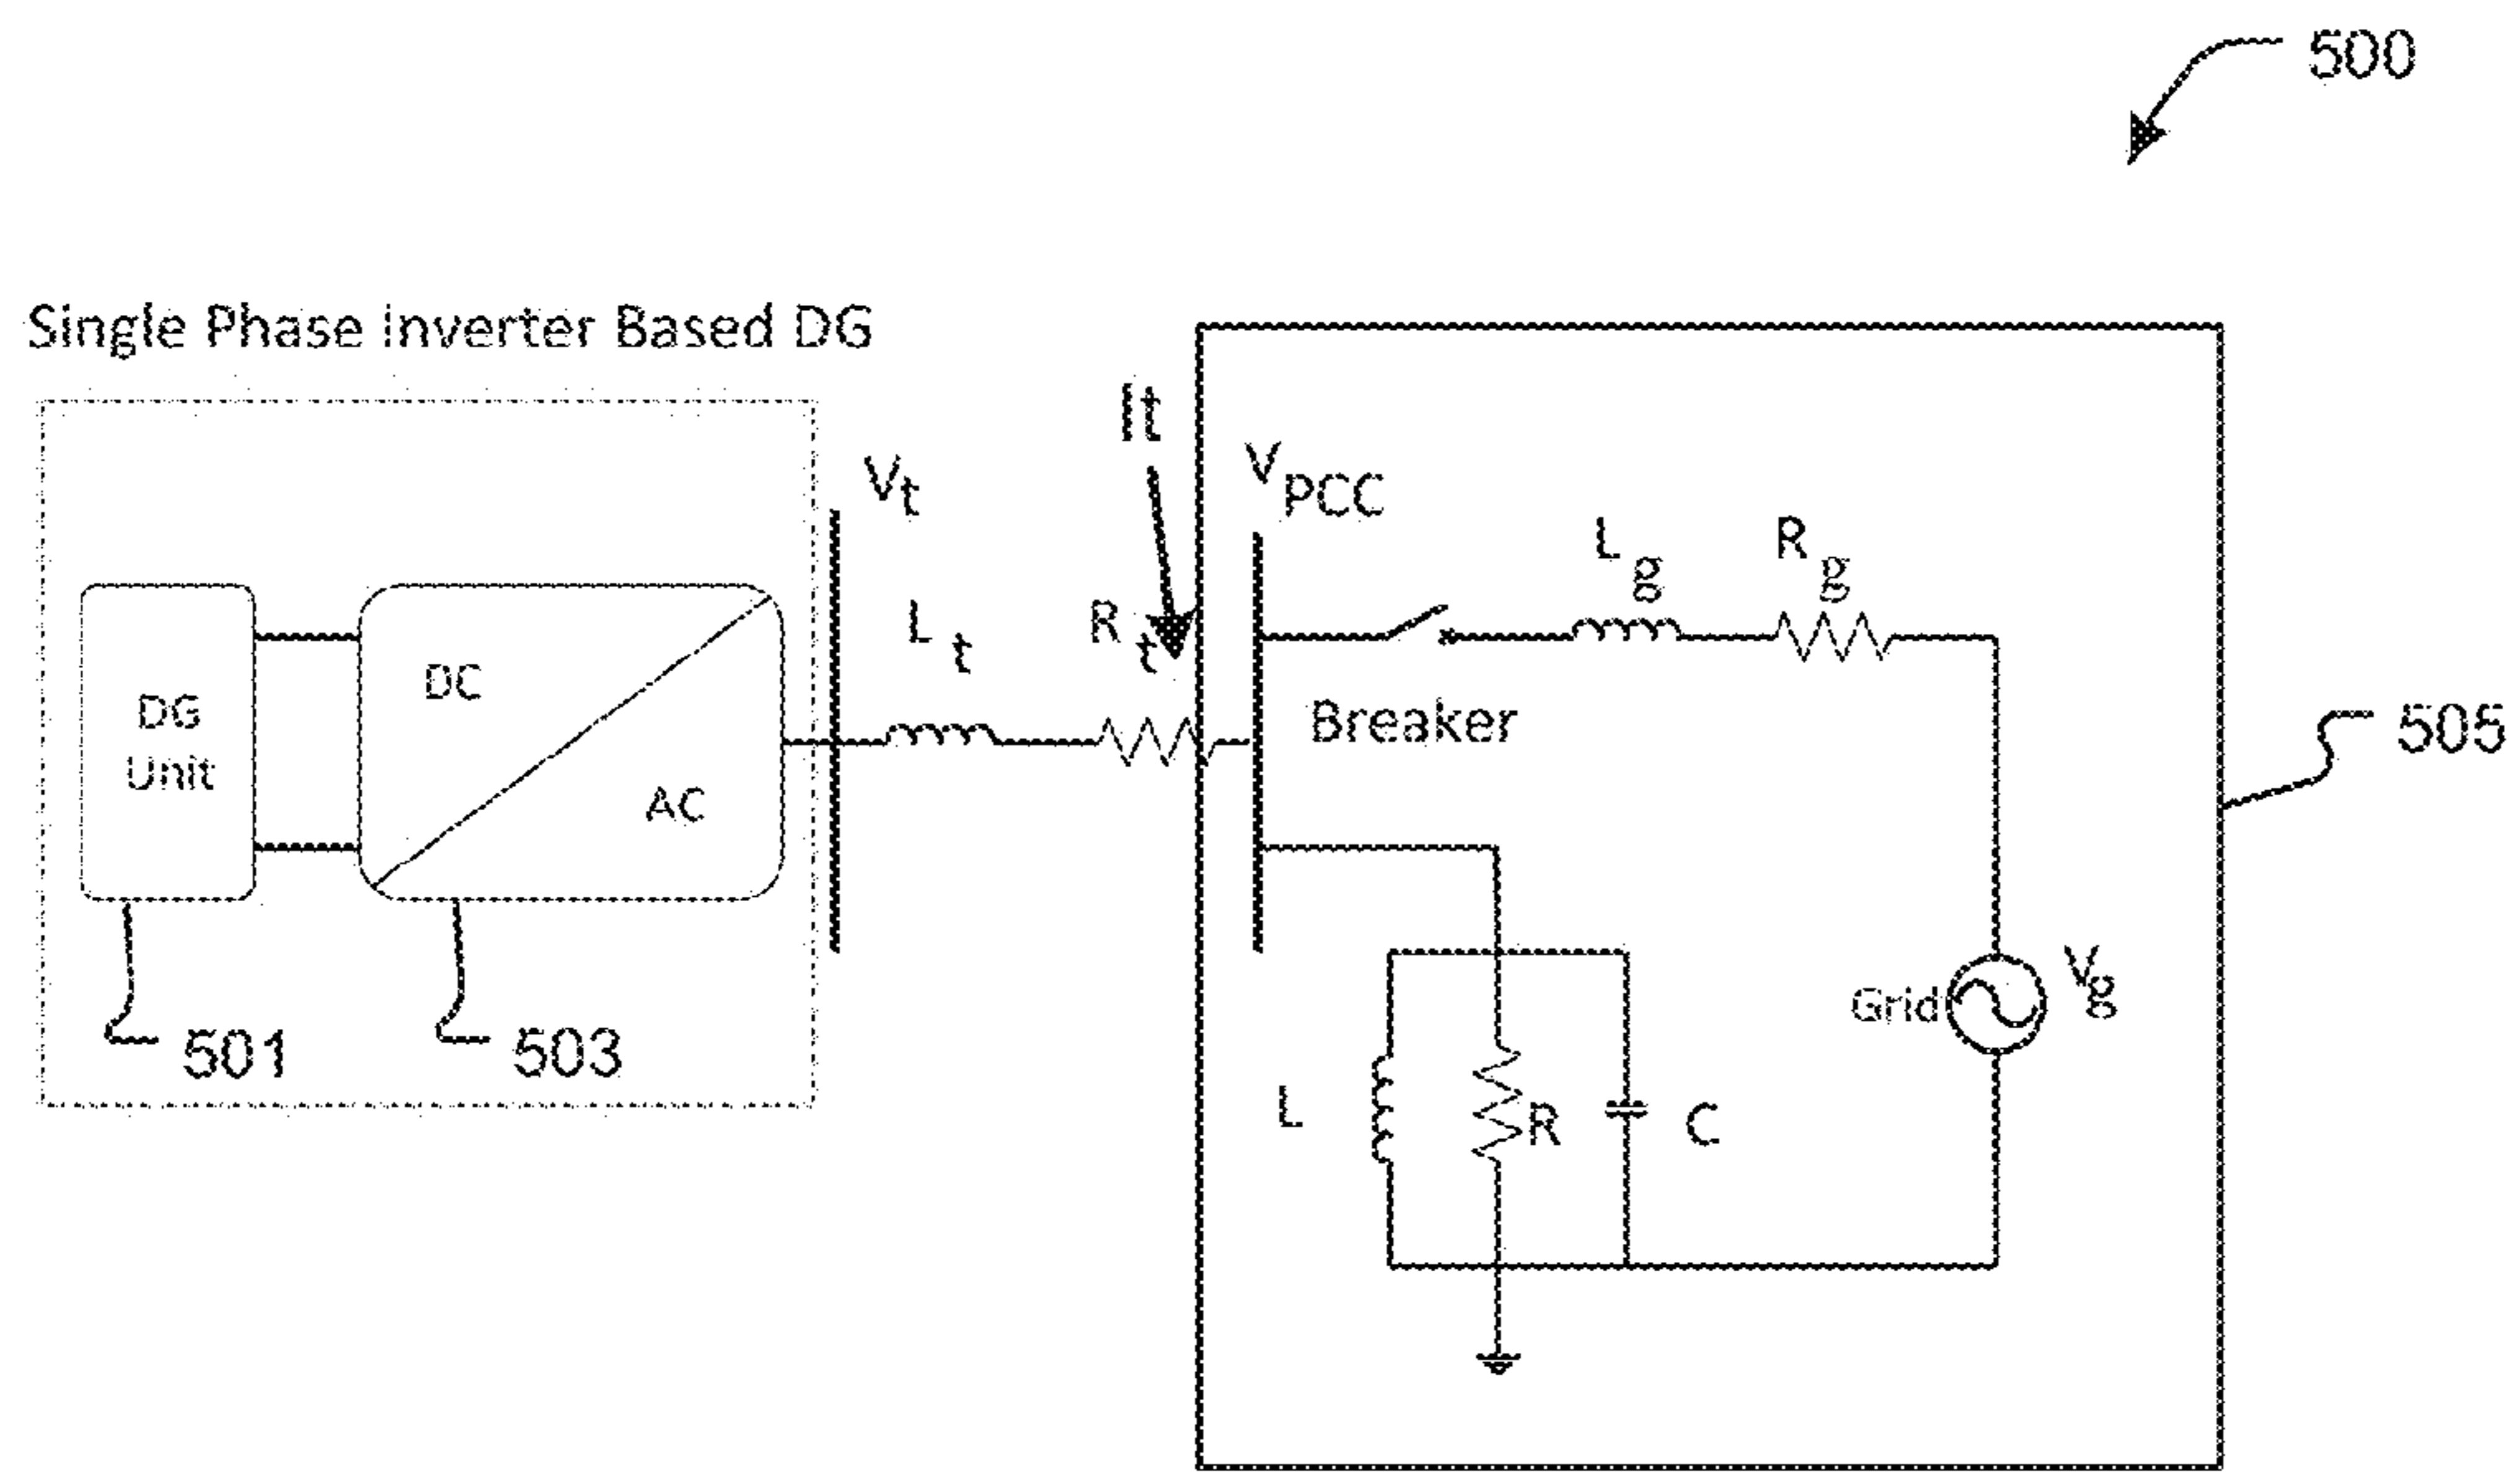 500
Single Phase Inverter Based DG
It
Vt
VPCC
Lg
Rg
Lt
Rt
DC
DG
Unit
Breaker
505
AC
Vg
Grid
501
503
L
R
C